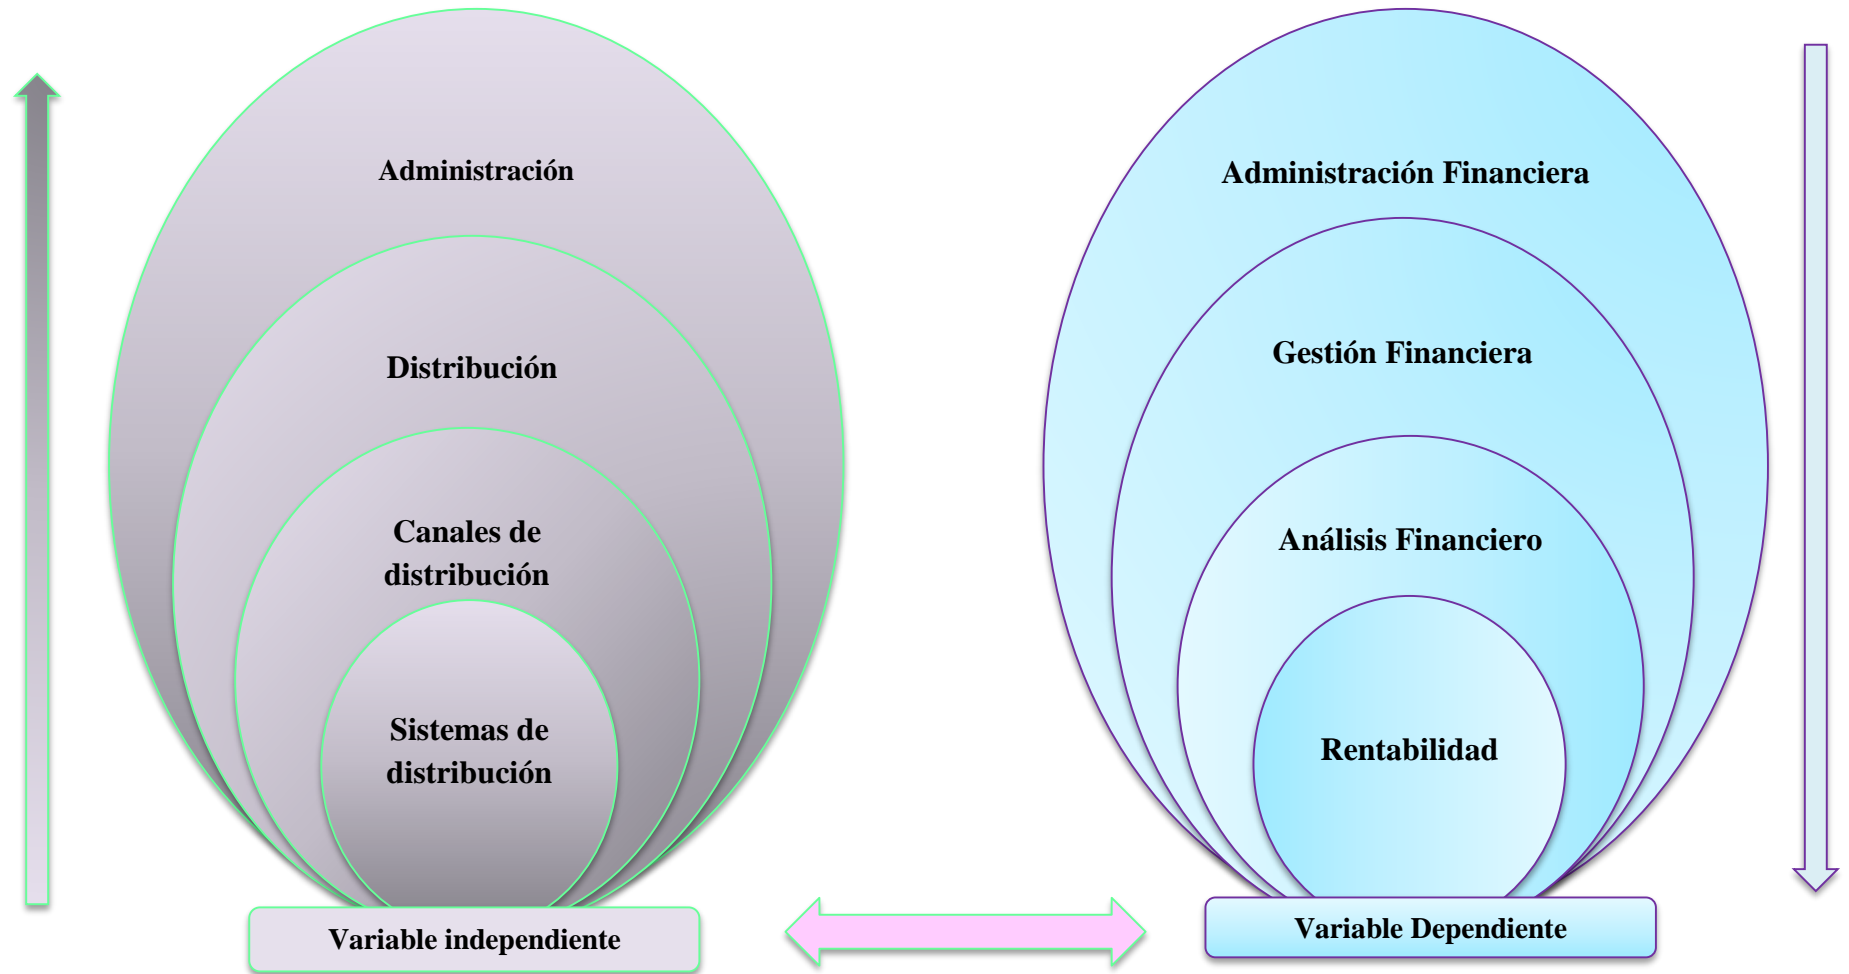 Administración
Distribución
Canales de
distribución
Sistemas de
distribución
Variable independiente
Administración Financiera
Gestión Financiera
Análisis Financiero
Rentabilidad
Variable Dependiente